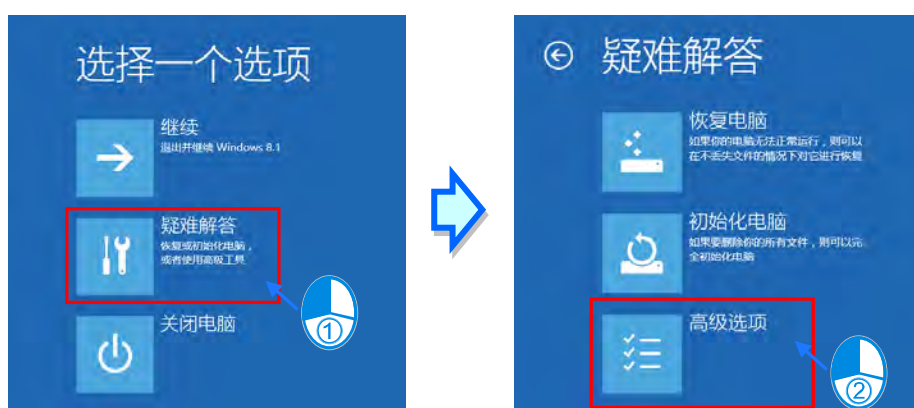 选择一个选项
继续
退出并继续 Windows 8.1
疑难解答
恢复或初始化电脑，
或者使用高级工具
①
关闭电脑
疑难解答
恢复电脑
如果你的电脑无法正常运行，则可以
在不丢失文件的情况下对它进行恢复
初始化电脑
如果要删除你的所有文件，则可以完
全初始化电脑
高级选项
②